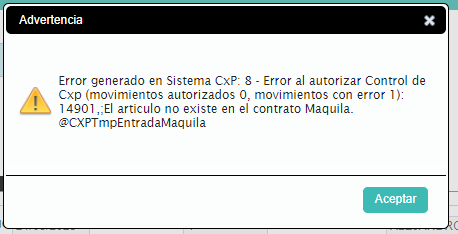 Advertencia
Error generado en Sistema CxP: 8 - Error al autorizar Control de
Cxp (movimientos autorizados 0, movimientos con error 1):
14901,;El articulo no existe en el contrato Maquila.
@CXPTmpEntradaMaquila
Aceptar